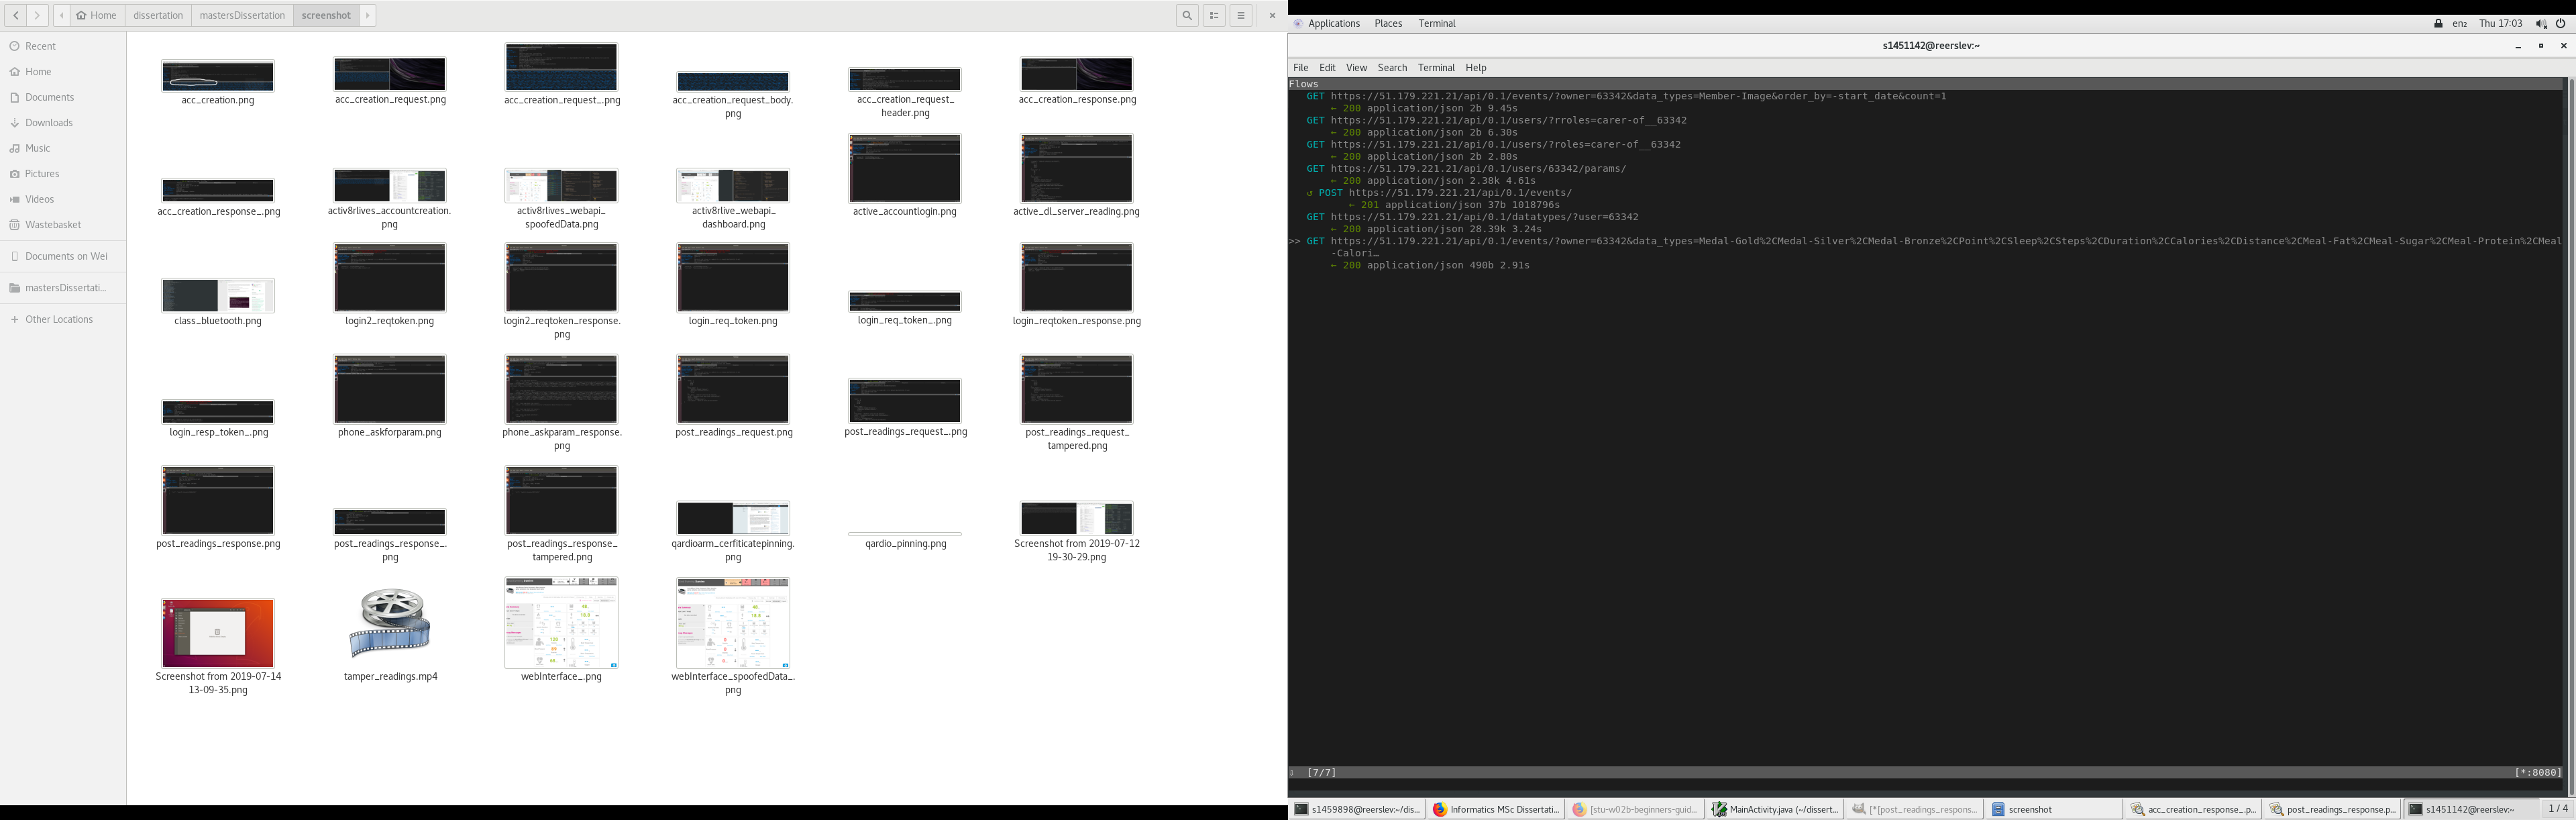 Home
dissertation
mastersDissertation
screenshot
Recent
Home
Documents
Downloads
Music
Pictures
Videos
Wastebasket
Documents on Wei
mastersDissertati...
Other Locations
acc_creation.png
acc_creation_request.png
acc_creation_request_.png
acc_creation_request_body.
png
acc_creation_request_
header.png
acc_creation_response.png
acc_creation_response_.png
activ8rlives_accountcreation.
png
activ8rlives_webapi_
spoofedData.png
activ8rlive_webapi_
dashboard.png
active_accountlogin.png
active_dl_server_reading.png
class_bluetooth.png
login2_reqtoken.png
login2_reqtoken_response.
png
login_req_token.png
login_req_token_.png
login_reqtoken_response.png
login_resp_token_.png
phone_askforparam.png
phone_askparam_response.
png
post_readings_request.png
post_readings_request_.png
post_readings_request_
tampered.png
post_readings_response.png
post_readings_response_.
png
post_readings_response_
tampered.png
qardioarm_cerfiticatepinning.
png
qardio_pinning.png
Screenshot from 2019-07-12
19-30-29.png
Screenshot from 2019-07-14
13-09-35.png
tamper_readings.mp4
webInterface_.png
webInterface_spoofedData_.
png
Applications Places Terminal
en₂ Thu 17:03
s1451142@reerslev:~
File Edit View Search Terminal Help
Flows
GET https://51.179.221.21/api/0.1/events/?owner=63342&data_types=Member-Image&order_by=-start_date&count=1
← 200 application/json 2b 9.45s
GET https://51.179.221.21/api/0.1/users/?rroles=carer-of__63342
← 200 application/json 2b 6.30s
GET https://51.179.221.21/api/0.1/users/?roles=carer-of__63342
← 200 application/json 2b 2.80s
GET https://51.179.221.21/api/0.1/users/63342/params/
← 200 application/json 2.38k 4.61s
↺ POST https://51.179.221.21/api/0.1/events/
← 201 application/json 37b 1018796s
GET https://51.179.221.21/api/0.1/datatypes/?user=63342
← 200 application/json 28.39k 3.24s
>> GET https://51.179.221.21/api/0.1/events/?owner=63342&data_types=Medal-Gold%2CMedal-Silver%2CMedal-Bronze%2CPoint%2CSleep%2CSteps%2CDuration%2CCalories%2CDistance%2CMeal-Fat%2CMeal-Sugar%2CMeal-Protein%2CMeal
-Calori…
← 200 application/json 490b 2.91s
⇩ [7/7] [*:8080]
s1459898@reerslev:~/dis...
Informatics MSc Dissertati...
[stu-w02b-beginners-guid...
MainActivity.java (~/dissert...
[*[post_readings_respons...
screenshot
acc_creation_response_.p...
post_readings_response.p...
s1451142@reerslev:~
1 / 4